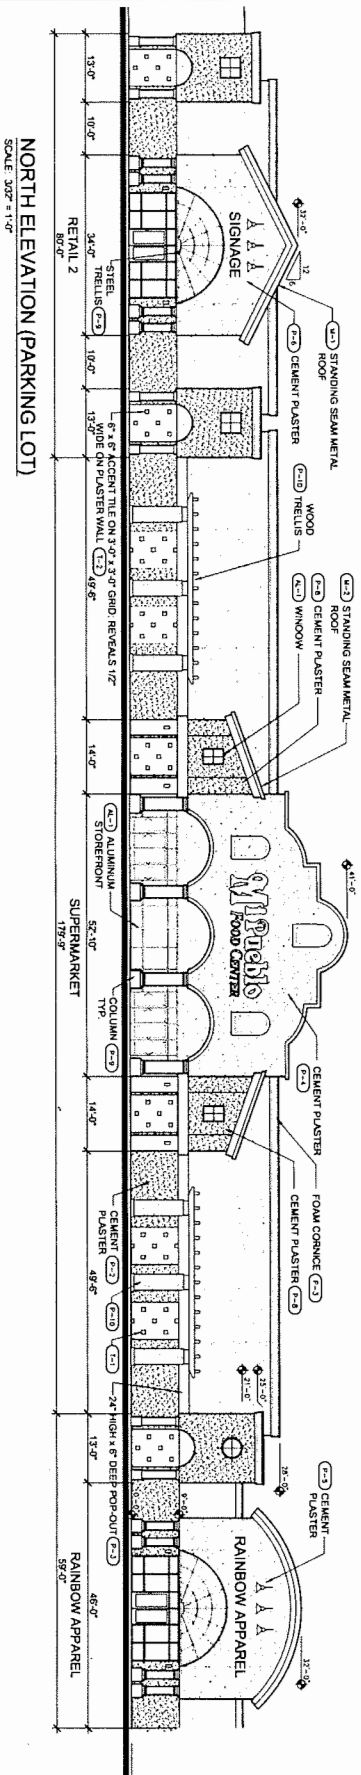 32'-0"
12
6
M-1 STANDING SEAM METAL
ROOF
P-6 CEMENT PLASTER
WOOD
TRELLIS
P-10
M-2 STANDING SEAM METAL
ROOF
P-8 CEMENT PLASTER
AL-1 WINDOW
41'-0"
CEMENT PLASTER
P-4
FOAM CORNICE P-3
CEMENT PLASTER P-8
25'-0"
21'-0"
28'-0"
P-5 CEMENT
PLASTER
32'-0"
SIGNAGE
Mi Pueblo
FOOD CENTER
RAINBOW APPAREL
9'-0"
STEEL
TRELLIS P-9
6" x 6" ACCENT TILE ON 3'-0" x 3'-0" GRID; REVEALS 1/2"
WIDE ON PLASTER WALL T-2
AL-1 ALUMINUM
STOREFRONT
COLUMN P-9
TYP.
CEMENT P-2
PLASTER
P-10
T-1
24" HIGH x 6" DEEP POP-OUT P-3
13'-0"
10'-0"
34'-0"
10'-0"
13'-0"
49'-6"
14'-0"
52'-10"
14'-0"
49'-6"
13'-0"
46'-0"
RETAIL 2
80'-0"
SUPERMARKET
179'-9"
RAINBOW APPAREL
59'-0"
NORTH ELEVATION (PARKING LOT)
SCALE: 3/32" = 1'-0"